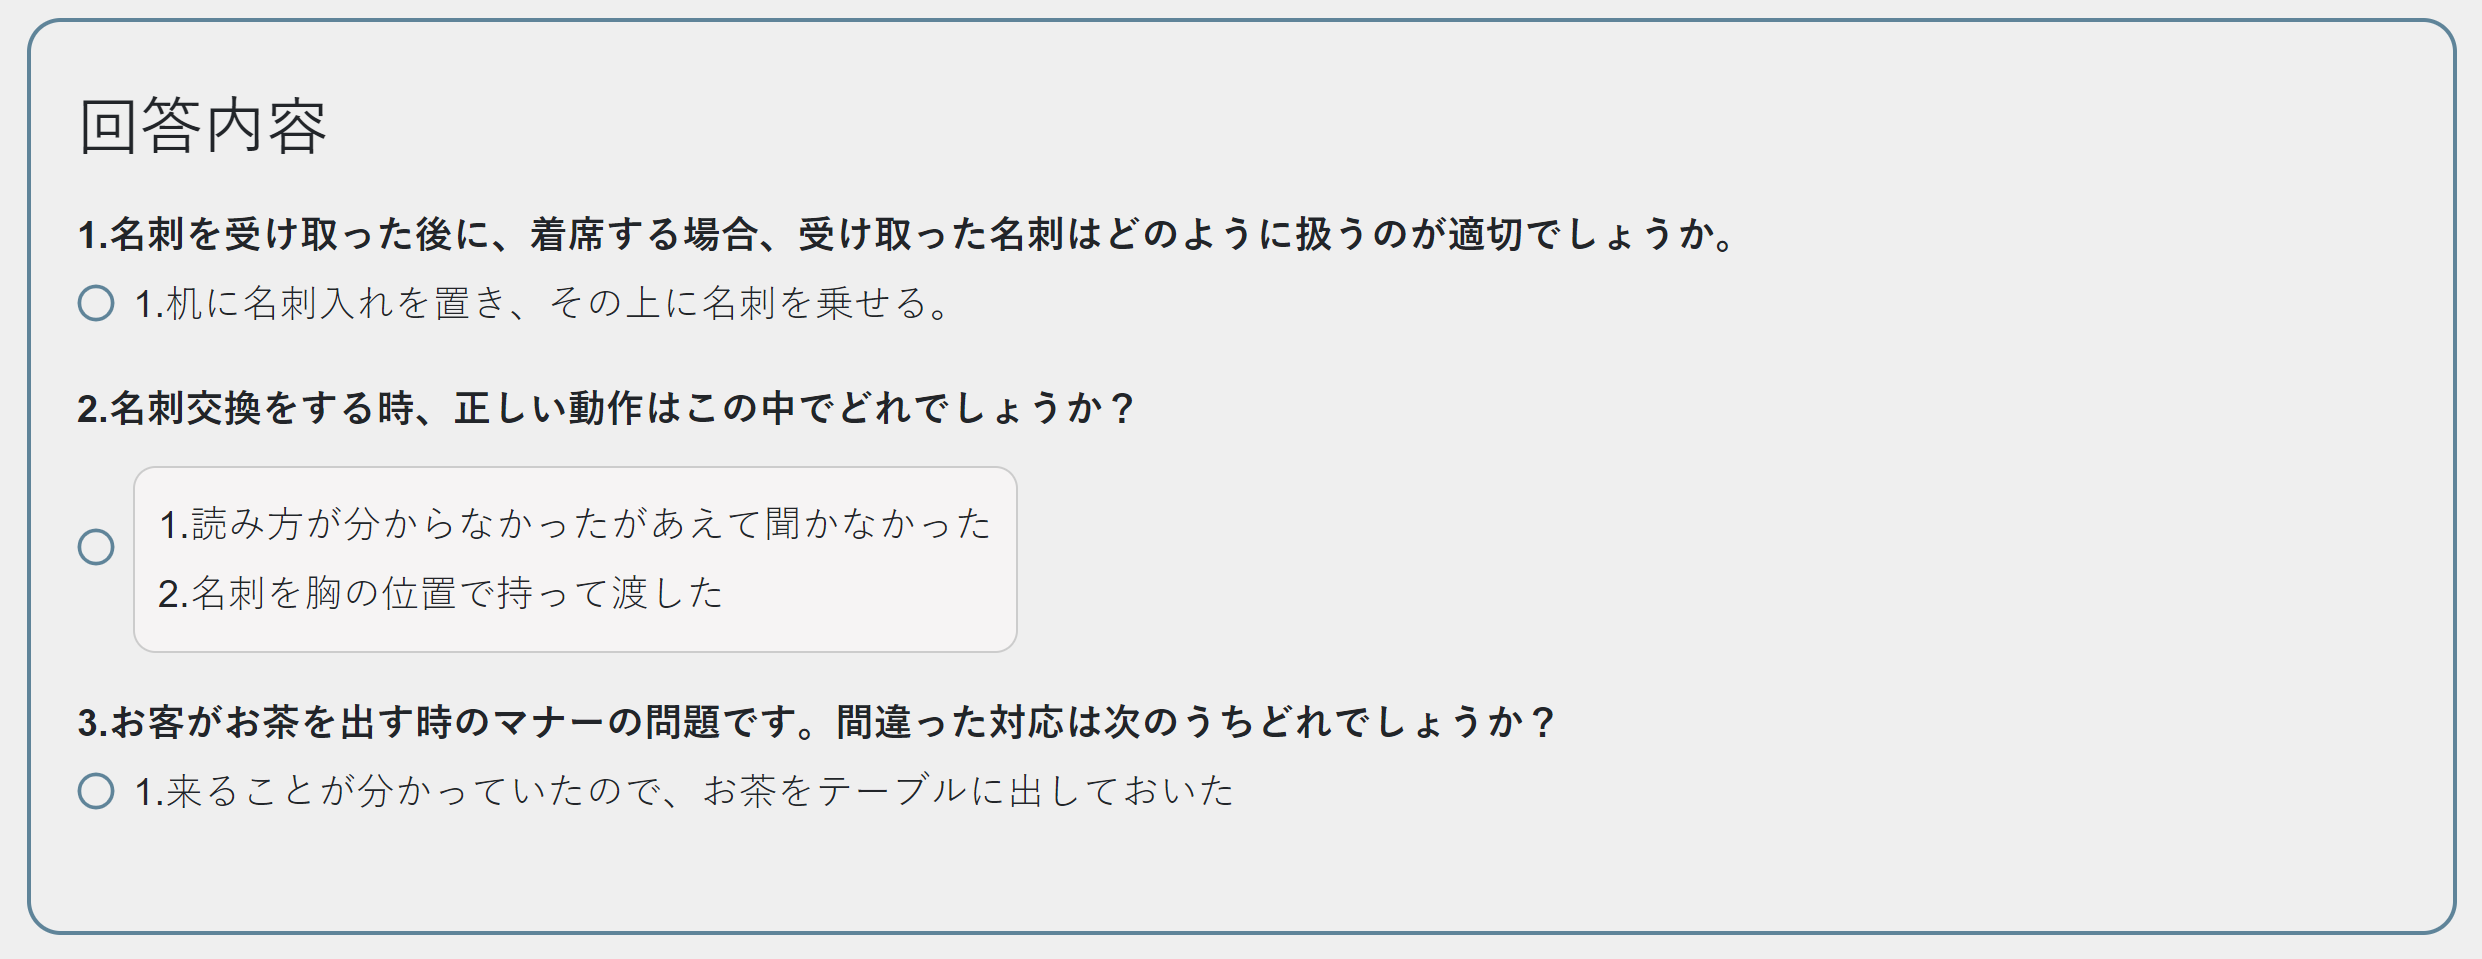 回答内容
1.名刺を受け取った後に、着席する場合、受け取った名刺はどのように扱うのが適切でしょうか。
1.机に名刺入れを置き、その上に名刺を乗せる。
2.名刺交換をする時、正しい動作はこの中でどれでしょうか？
1.読み方が分からなかったがあえて聞かなかった
2.名刺を胸の位置で持って渡した
3.お客がお茶を出す時のマナーの問題です。間違った対応は次のうちどれでしょうか？
1.来ることが分かっていたので、お茶をテーブルに出しておいた